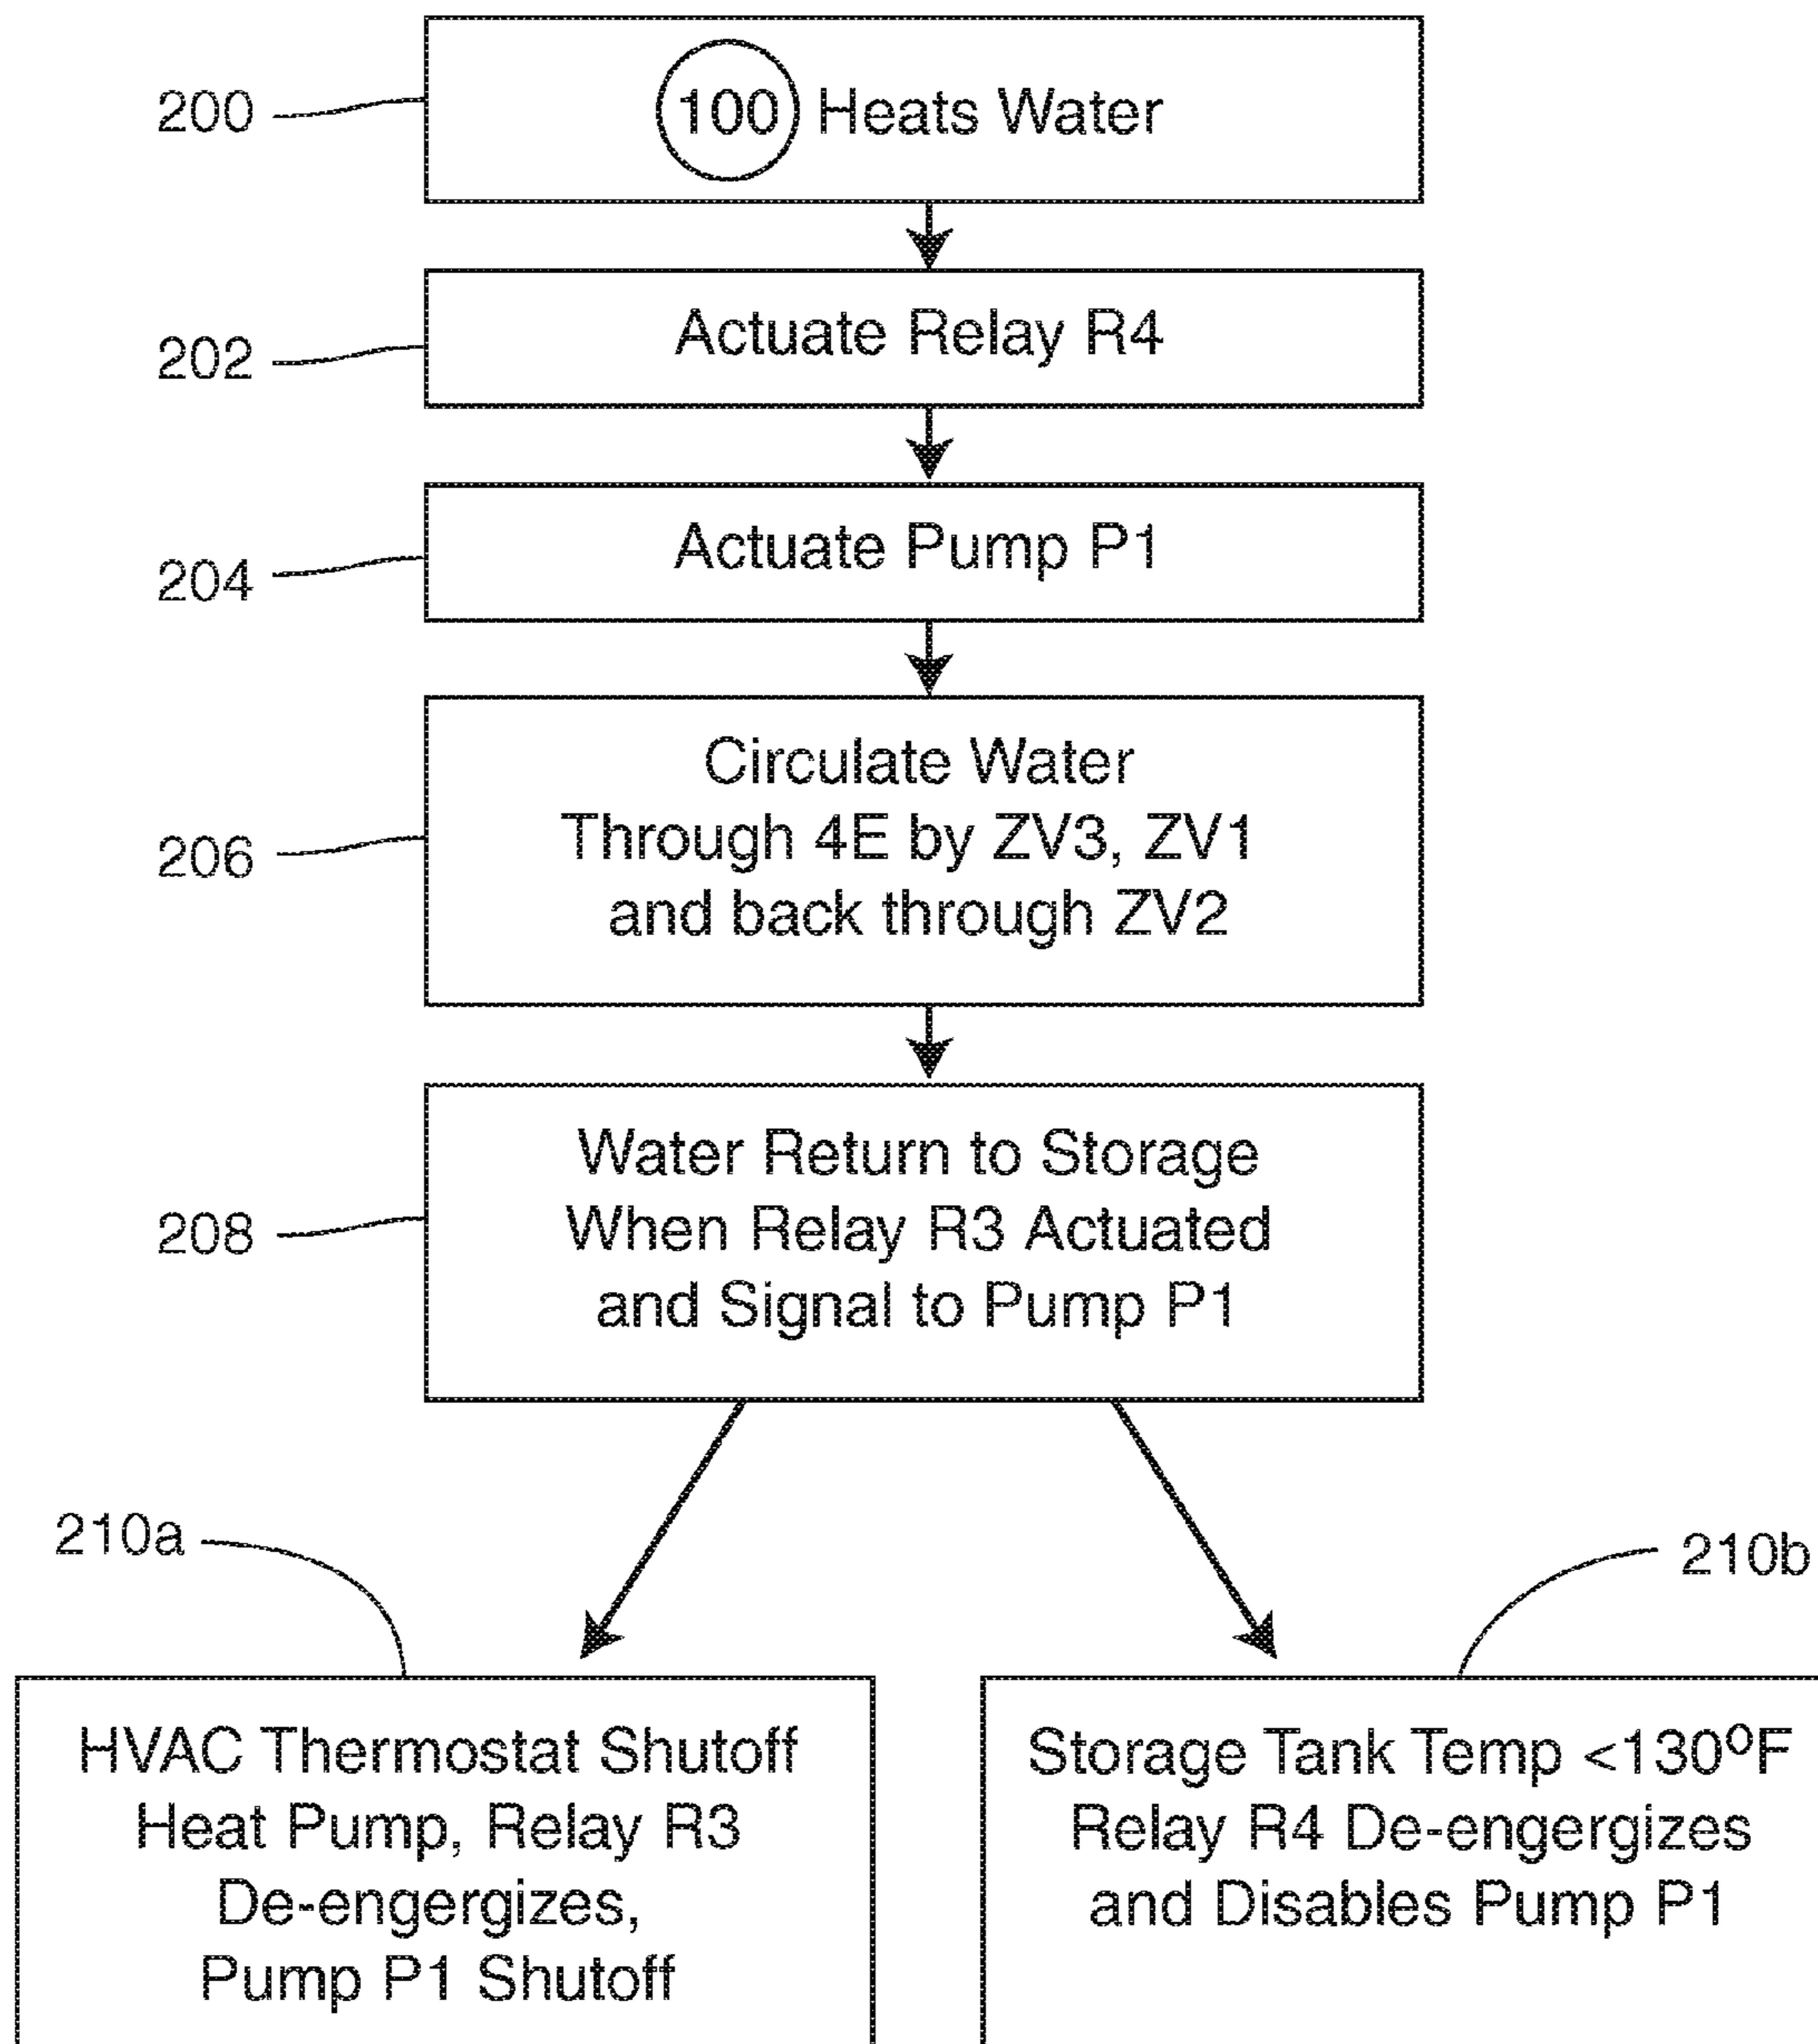 200
100 Heats Water
202
Actuate Relay R4
204
Actuate Pump P1
206
Circulate Water
Through 4E by ZV3, ZV1
and back through ZV2
208
Water Return to Storage
When Relay R3 Actuated
and Signal to Pump P1
210a
210b
HVAC Thermostat Shutoff
Heat Pump, Relay R3
De-engergizes,
Pump P1 Shutoff
Storage Tank Temp <130ºF
Relay R4 De-engergizes
and Disables Pump P1